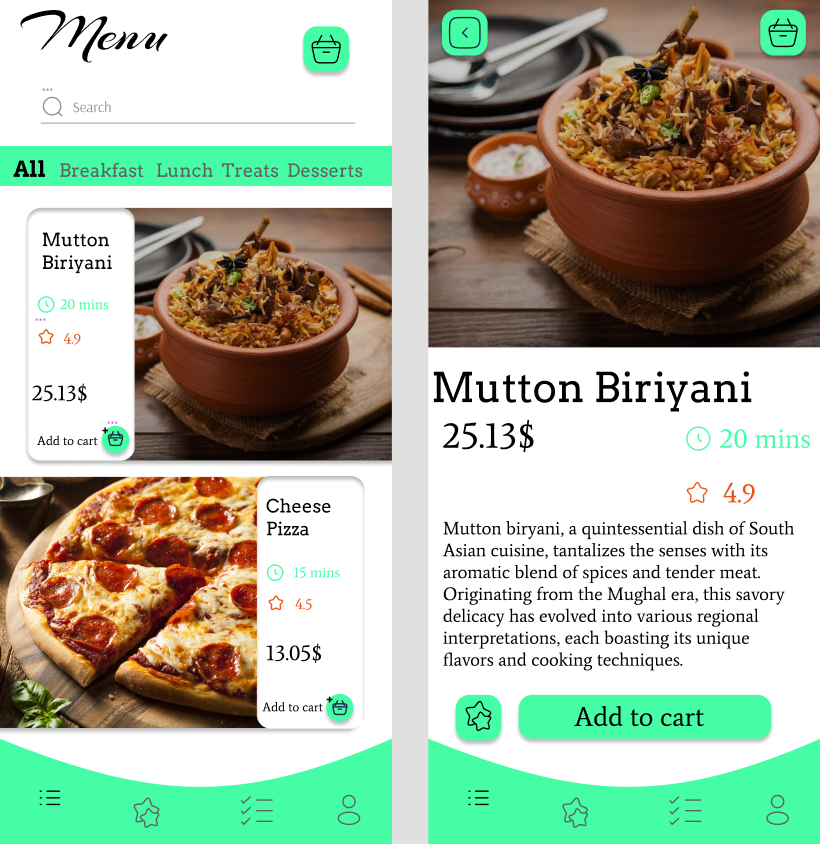 Menu
Search
All Breakfast Lunch Treats Desserts
Mutton
Biriyani
20 mins
4.9
25.13$
Add to cart
Cheese
Pizza
15 mins
4.5
13.05$
Add to cart
Mutton Biriyani
25.13$
20 mins
4.9
Mutton biryani, a quintessential dish of South
Asian cuisine, tantalizes the senses with its
aromatic blend of spices and tender meat.
Originating from the Mughal era, this savory
delicacy has evolved into various regional
interpretations, each boasting its unique
flavors and cooking techniques.
Add to cart